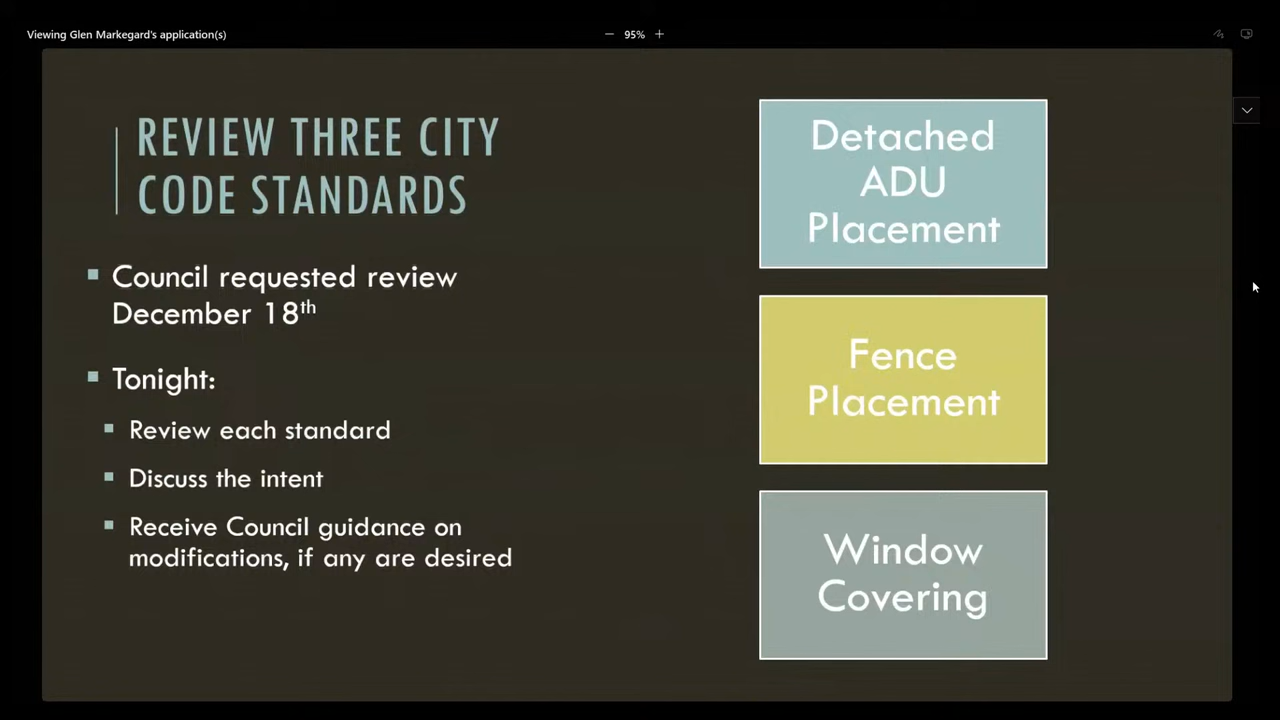 Viewing Glen Markegard's application(s)
95%
REVIEW THREE CITY
CODE STANDARDS
Council requested review
December 18th
Tonight:
Review each standard
Discuss the intent
Receive Council guidance on
modifications, if any are desired
Detached
ADU
Placement
Fence
Placement
Window
Covering